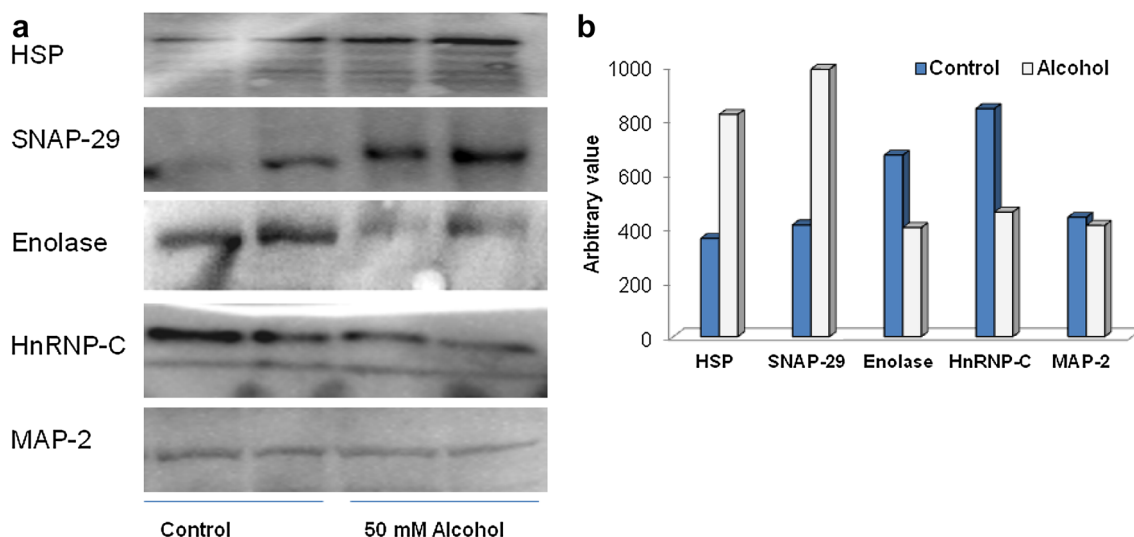 a
HSP
SNAP-29
Enolase
HnRNP-C
MAP-2
Control 50 mM Alcohol
b
Control Alcohol
Arbitrary value
1000
800
600
400
200
0
HSP SNAP-29 Enolase HnRNP-C MAP-2